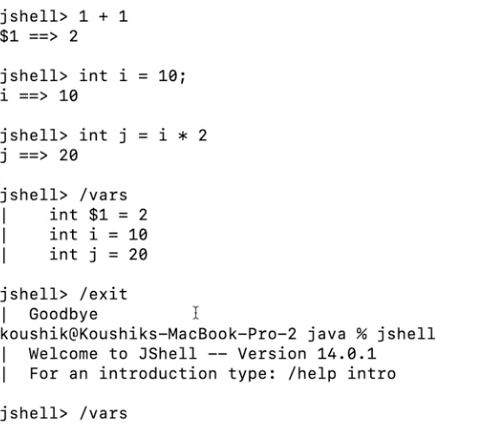 jshell> 1 + 1
$1 ==> 2
jshell> int i = 10;
i ==> 10
jshell> int j = i * 2
j ==> 20
jshell> /vars
|    int $1 = 2
|    int i = 10
|    int j = 20
jshell> /exit
|  Goodbye
koushik@Koushiks-MacBook-Pro-2 java % jshell
|  Welcome to JShell -- Version 14.0.1
|  For an introduction type: /help intro
jshell> /vars